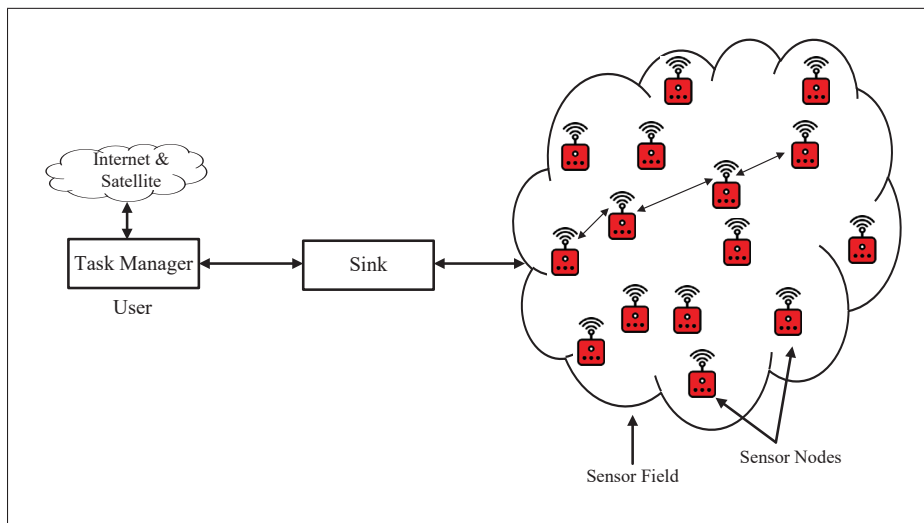 Internet &
Satellite
Task Manager
User
Sink
Sensor Field
Sensor Nodes